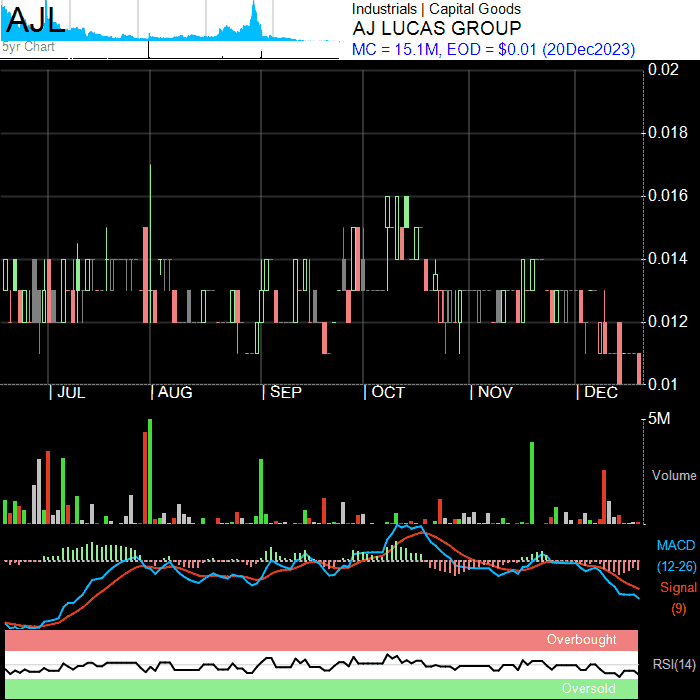 AJL
5yr Chart
Industrials | Capital Goods
AJ LUCAS GROUP
MC = 15.1M, EOD = $0.01 (20Dec2023)
0.02
0.018
0.016
0.014
0.012
0.01
| JUL | AUG | SEP | OCT | NOV | DEC
5M
Volume
MACD
(12-26)
Signal
(9)
Overbought
RSI(14)
Oversold